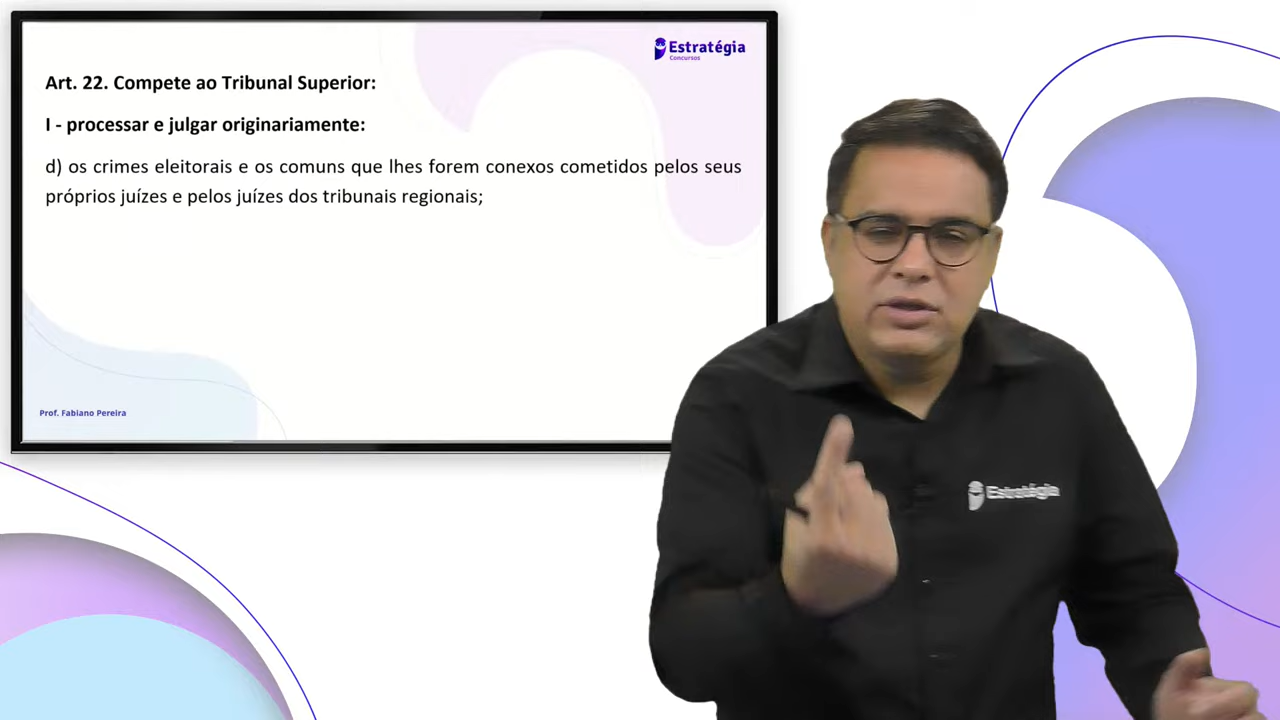 Estratégia
Concursos
Art. 22. Compete ao Tribunal Superior:
I - processar e julgar originariamente:
d) os crimes eleitorais e os comuns que lhes forem conexos cometidos pelos seus
próprios juízes e pelos juízes dos tribunais regionais;
Prof. Fabiano Pereira
Estratégia